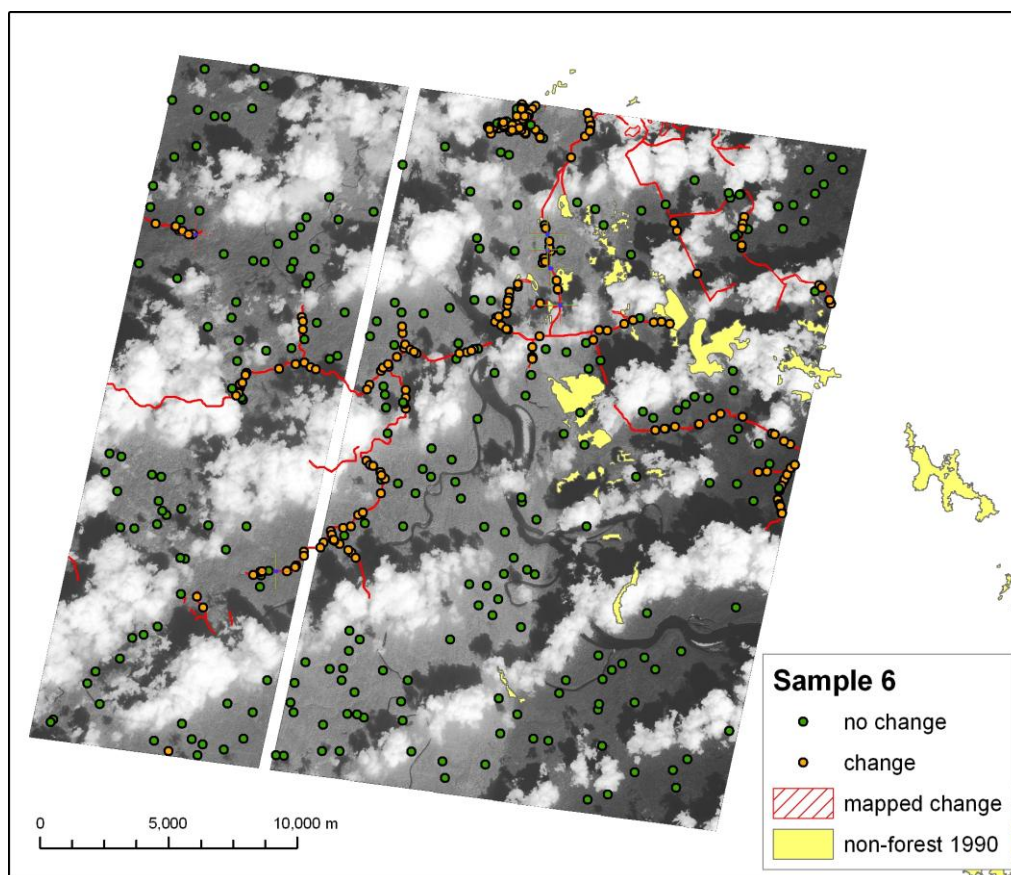 Sample 6
no change
change
mapped change
non-forest 1990
0 5,000 10,000 m